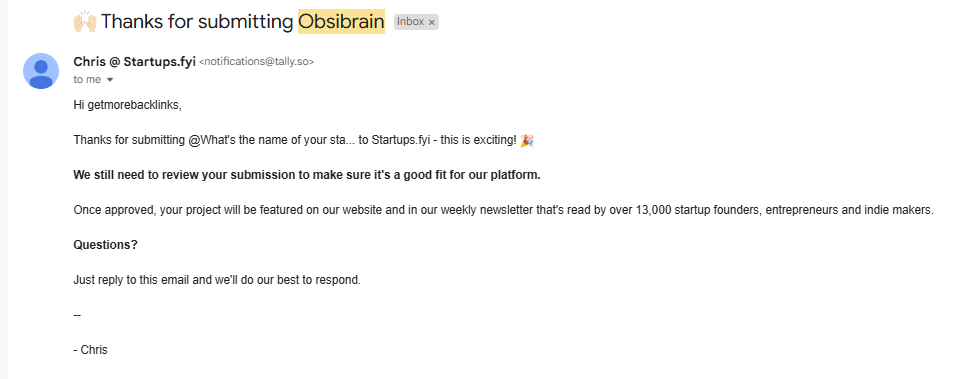 🙌🏻 Thanks for submitting Obsibrain Inbox ×
Chris @ Startups.fyi <notifications@tally.so>
to me
Hi getmorebacklinks,
Thanks for submitting @What's the name of your sta... to Startups.fyi - this is exciting! 🎉
We still need to review your submission to make sure it's a good fit for our platform.
Once approved, your project will be featured on our website and in our weekly newsletter that's read by over 13,000 startup founders, entrepreneurs and indie makers.
Questions?
Just reply to this email and we'll do our best to respond.
--
- Chris